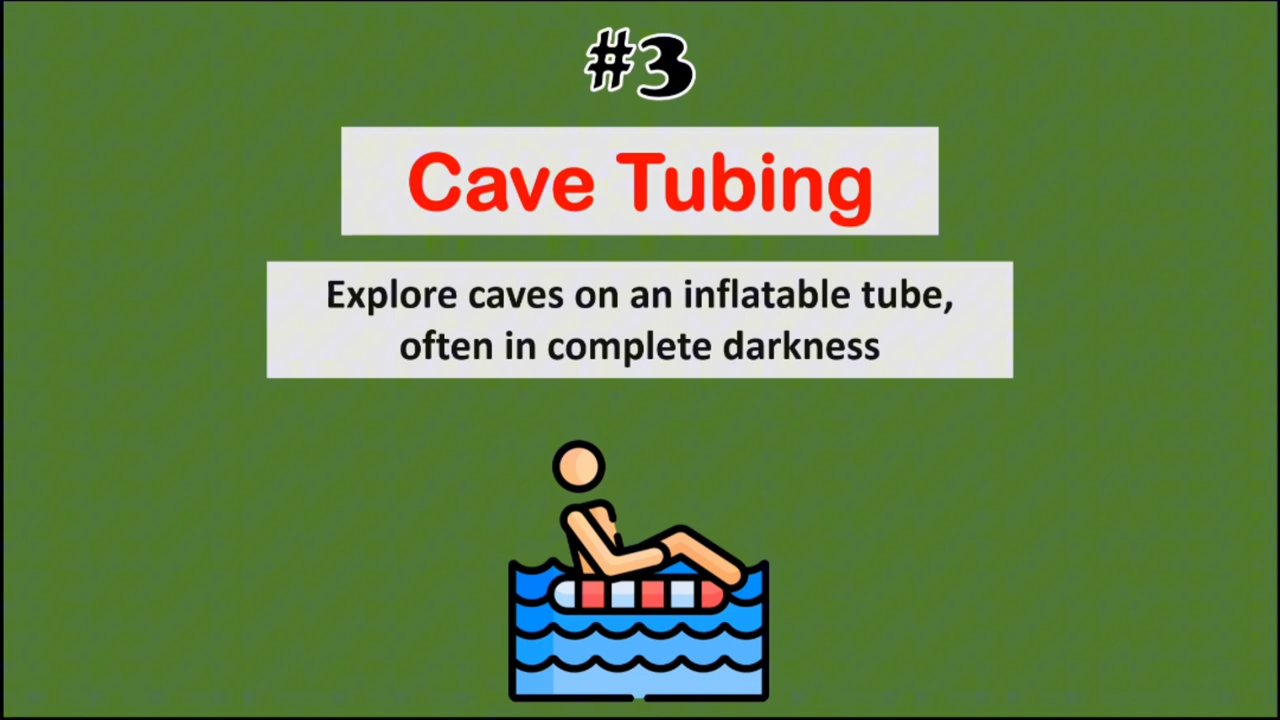 #3
Cave Tubing
Explore caves on an inflatable tube,
often in complete darkness